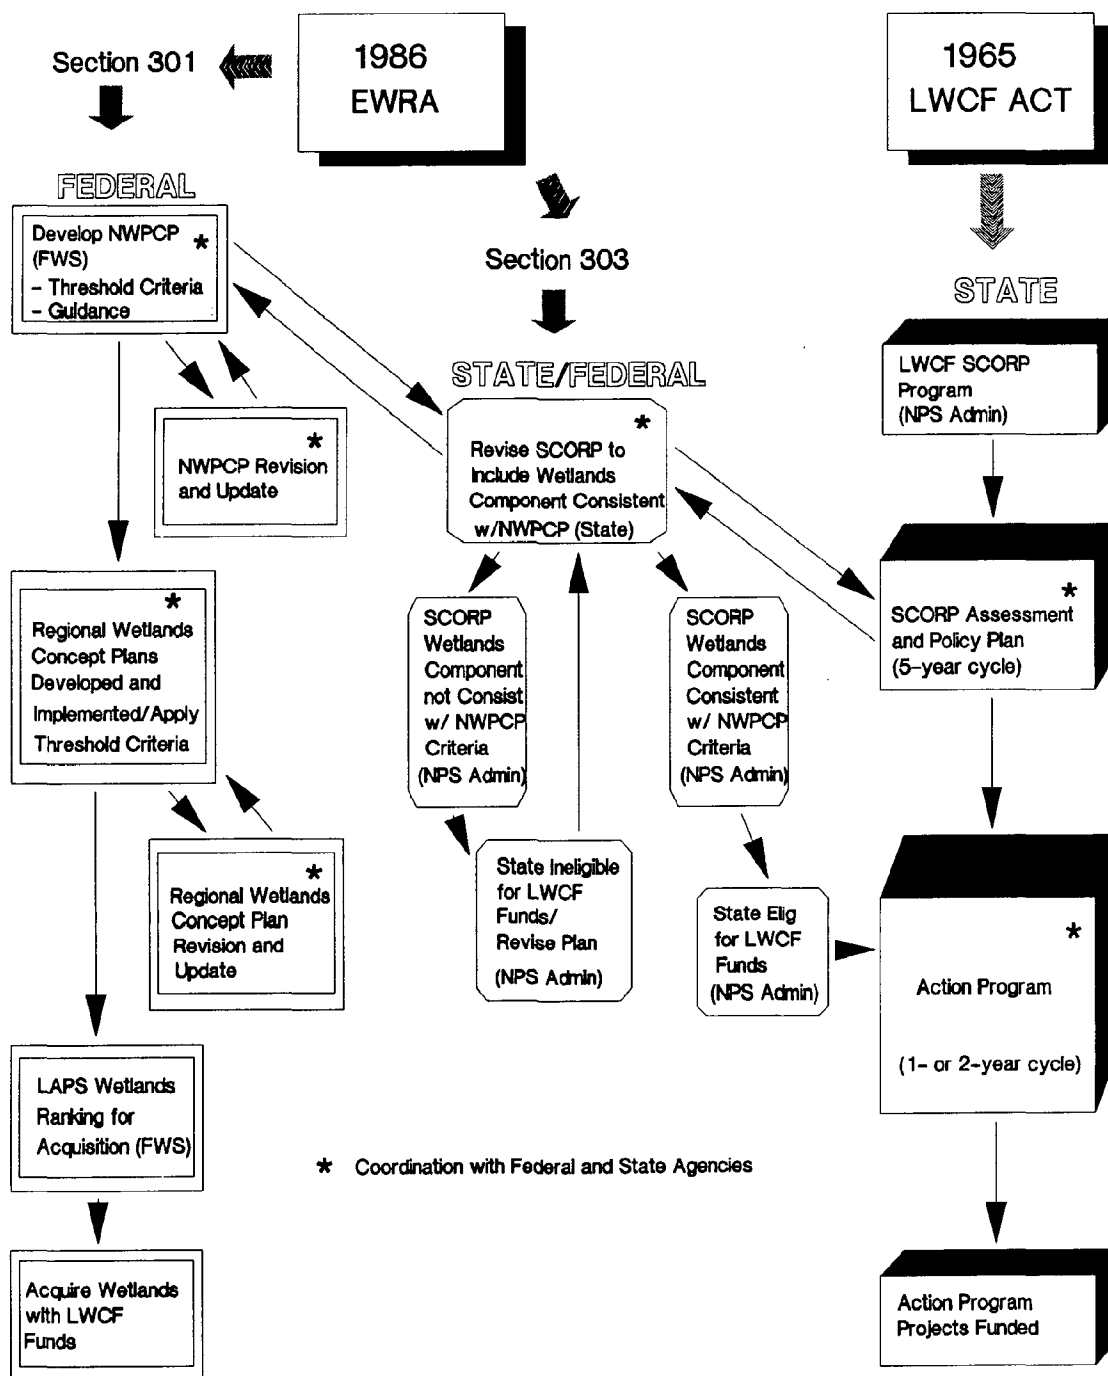 Section 301
1986
EWRA
1965
LWCF ACT
FEDERAL
Develop NWPCP *
(FWS)
- Threshold Criteria
- Guidance
Section 303
STATE
STATE/FEDERAL
LWCF SCORP
Program
(NPS Admin)
*
NWPCP Revision
and Update
*
Revise SCORP to
Include Wetlands
Component Consistent
w/NWPCP (State)
*
Regional Wetlands
Concept Plans
Developed and
Implemented/Apply
Threshold Criteria
SCORP
Wetlands
Component
not Consist
w/ NWPCP
Criteria
(NPS Admin)
SCORP
Wetlands
Component
Consistent
w/ NWPCP
Criteria
(NPS Admin)
*
SCORP Assessment
and Policy Plan
(5-year cycle)
*
Regional Wetlands
Concept Plan
Revision and
Update
State Ineligible
for LWCF
Funds/
Revise Plan
(NPS Admin)
State Elig
for LWCF
Funds
(NPS Admin)
*
Action Program
(1- or 2-year cycle)
LAPS Wetlands
Ranking for
Acquisition (FWS)
* Coordination with Federal and State Agencies
Acquire Wetlands
with LWCF
Funds
Action Program
Projects Funded